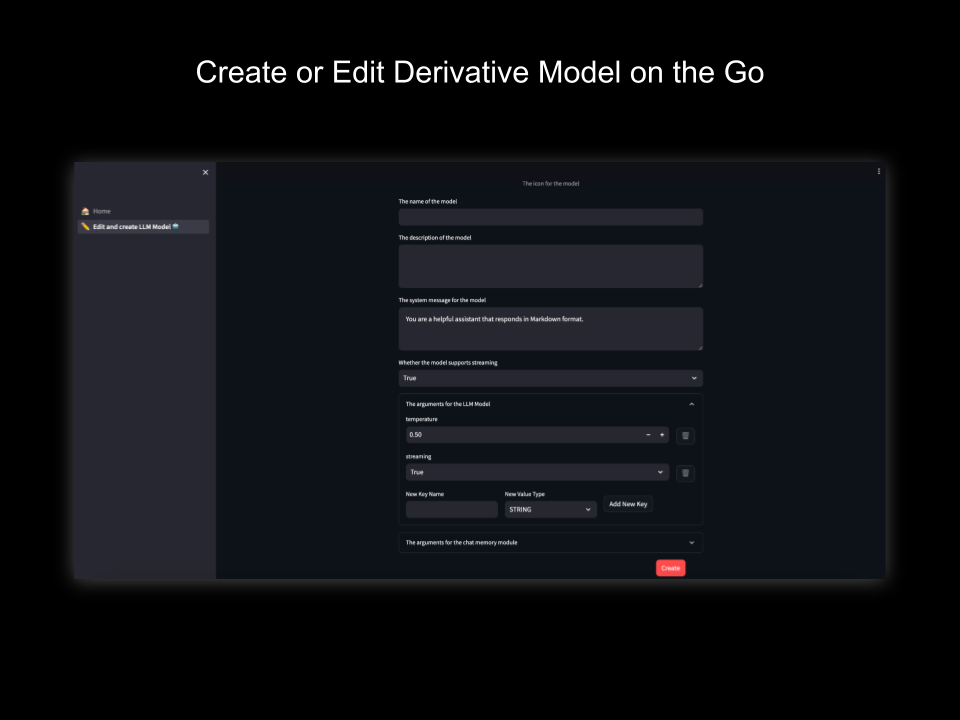 Create or Edit Derivative Model on the Go
Home
Edit and create LLM Model
The icon for the model
The name of the model
The description of the model
The system message for the model
You are a helpful assistant that responds in Markdown format.
Whether the model supports streaming
True
The arguments for the LLM Model
temperature
0.50
streaming
True
New Key Name
New Value Type
STRING
Add New Key
The arguments for the chat memory module
Create